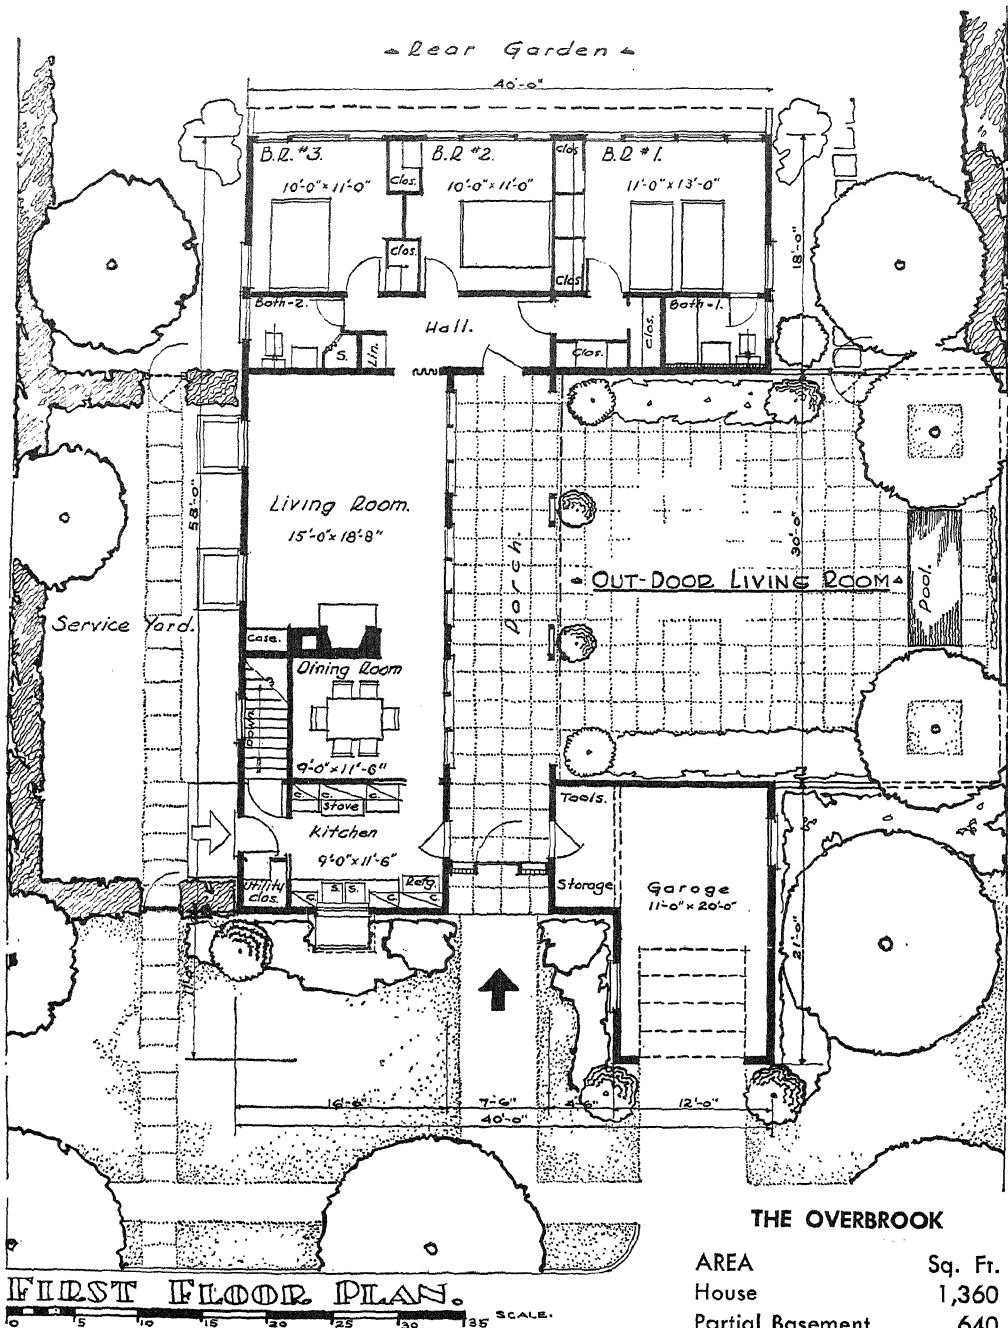 Rear Garden
40'-0"
B.R. #3.
B.R #2.
Clos
B.R #1.
Clos.
10'-0" x 11'-0"
10'-0" x 11'-0"
11'-0" x 13'-0"
18'-0"
Clos.
Clos
Bath-2.
Bath-1.
Hall.
Clos.
S.
Lin.
Clos.
Living Room.
15'-0" x 18'-8"
58'-0"
30'-0"
Porch.
OUT-DOOR LIVING ROOM
Pool.
Service Yard.
Case.
Dining Room
DOWN
9'-0" x 11'-6"
C.
C.
C.
Stove
Tools.
Kitchen
9'-0" x 11'-6"
Utility
Clos.
S.
S.
Refg.
C.
C.
C.
Storage
Garage
11'-0" x 20'-0"
21'-0"
16'-6"
7'-6"
4'-6"
12'-0"
40'-0"
THE OVERBROOK
AREA Sq. Ft.
House 1,360
Partial Basement 640
FIRST FLOOR PLAN.
0 5 10 15 20 25 30 35 SCALE.